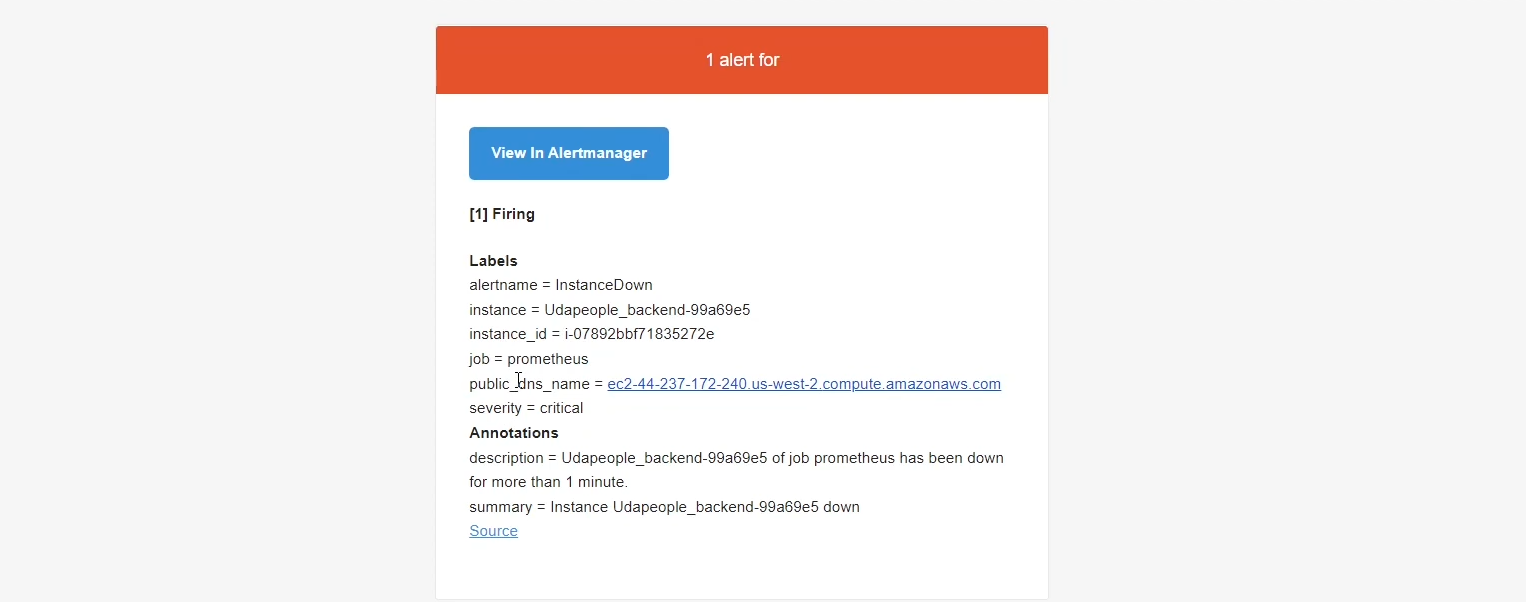 1 alert for
View In Alertmanager
[1] Firing
Labels
alertname = InstanceDown
instance = Udapeople_backend-99a69e5
instance_id = i-07892bbf71835272e
job = prometheus
public_dns_name = ec2-44-237-172-240.us-west-2.compute.amazonaws.com
severity = critical
Annotations
description = Udapeople_backend-99a69e5 of job prometheus has been down
for more than 1 minute.
summary = Instance Udapeople_backend-99a69e5 down
Source